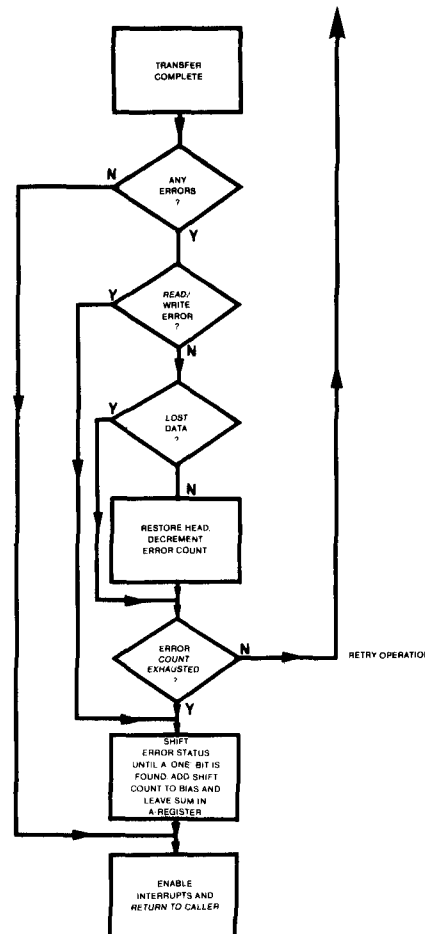 TRANSFER
COMPLETE
N
ANY
ERRORS
?
Y
Y
READ/
WRITE
ERROR
?
N
Y
LOST
DATA
?
N
RESTORE HEAD,
DECREMENT
ERROR COUNT
ERROR
COUNT
EXHAUSTED
?
N
RETRY OPERATION
Y
SHIFT
ERROR STATUS
UNTIL A ONE BIT IS
FOUND ADD SHIFT
COUNT TO BIAS AND
LEAVE SUM IN
A-REGISTER
ENABLE
INTERRUPTS AND
RETURN TO CALLER